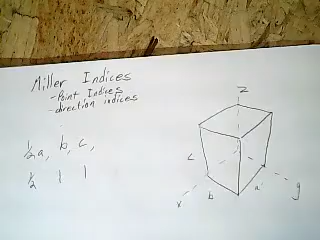 Miller Indices
- Point Indices
- direction indices
½a, b, c,
½ 1 1
z
c
b
a
x
y